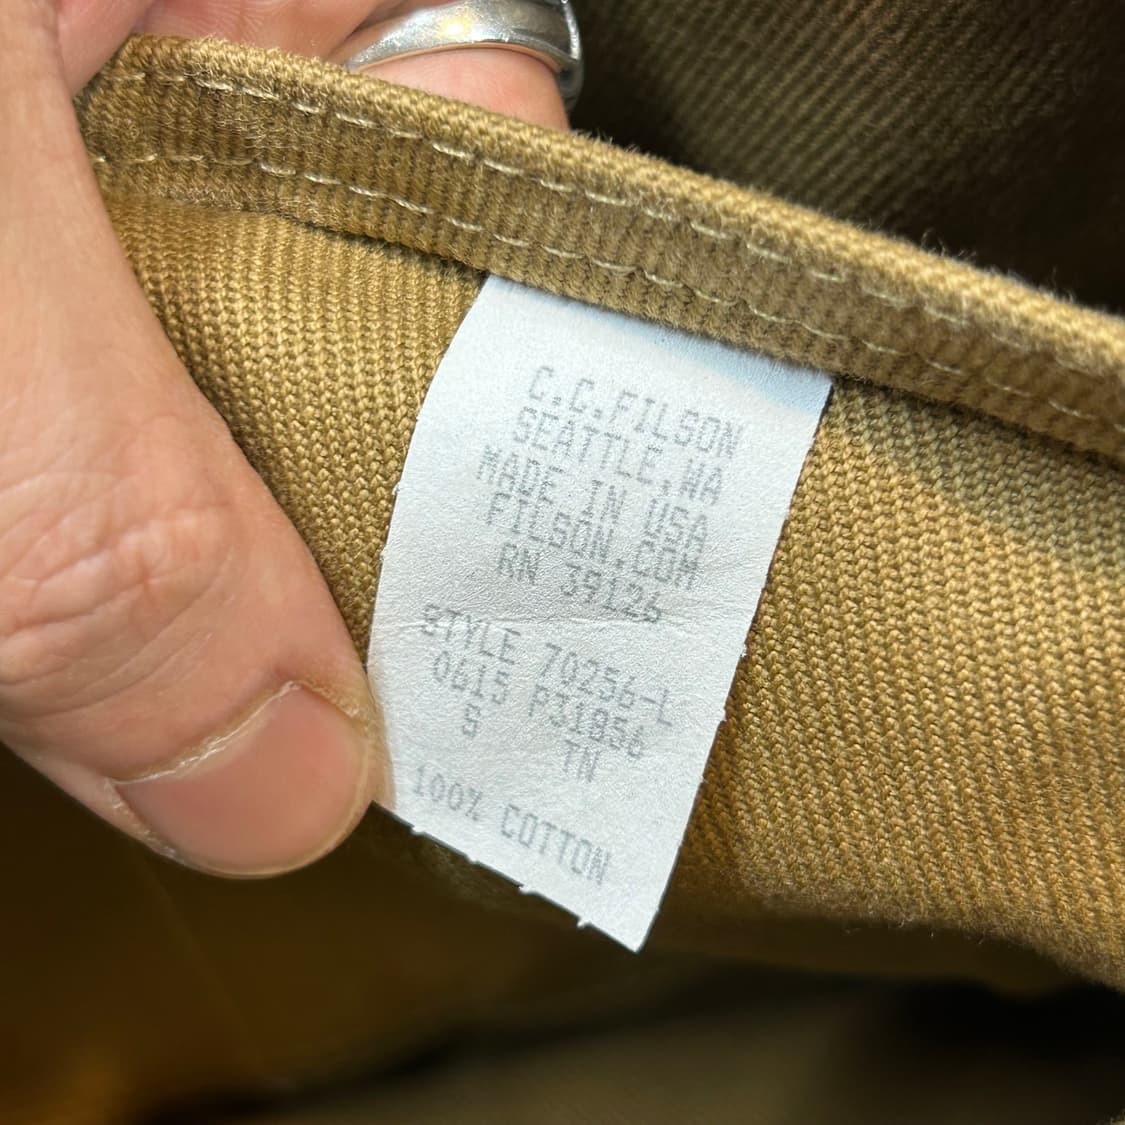 C.C.FILSON
SEATTLE,WA
MADE IN USA
FILSON.COM
RN 39126
STYLE 70256-L
0615 P31856
S TN
100% COTTON